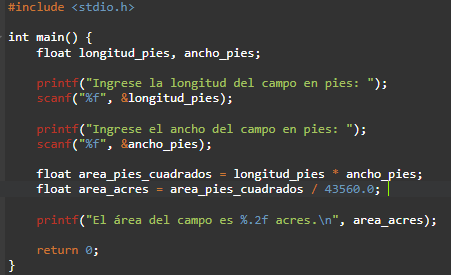 #include <stdio.h>
int main() {
float longitud_pies, ancho_pies;
printf("Ingrese la longitud del campo en pies: ");
scanf("%f", &longitud_pies);
printf("Ingrese el ancho del campo en pies: ");
scanf("%f", &ancho_pies);
float area_pies_cuadrados = longitud_pies * ancho_pies;
float area_acres = area_pies_cuadrados / 43560.0;
printf("El área del campo es %.2f acres.\n", area_acres);
return 0;
}